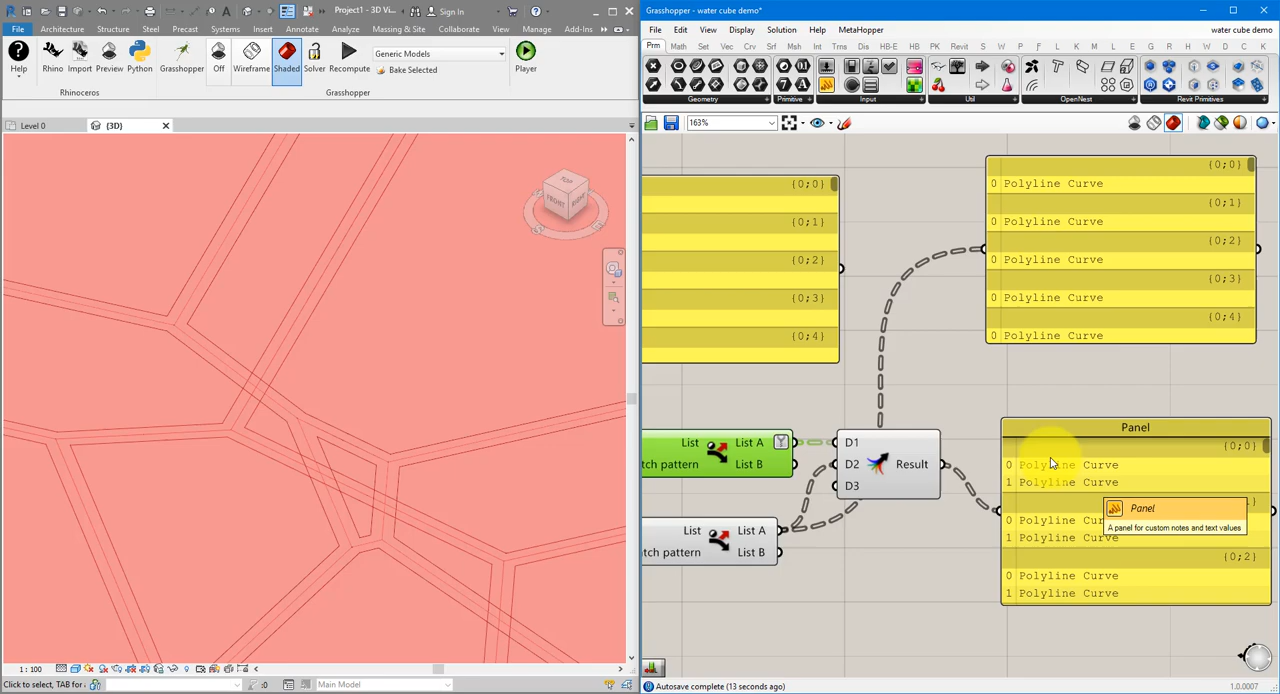 Project1 - 3D Vi...
Sign In
File
Architecture
Structure
Steel
Precast
Systems
Insert
Annotate
Analyze
Massing & Site
Collaborate
View
Manage
Add-Ins
Help
Rhino
Import
Preview
Python
Grasshopper
Off
Wireframe
Shaded
Solver
Recompute
Generic Models
Bake Selected
Player
Rhinoceros
Grasshopper
Level 0
{3D}
TOP
FRONT
RIGHT
1 : 100
Click to select, TAB for
:0
Main Model
Grasshopper - water cube demo*
File
Edit
View
Display
Solution
Help
MetaHopper
water cube demo*
Prm
Math
Set
Vec
Crv
Srf
Msh
Int
Trns
Dis
HB-E
HB
PK
Revit
S
W
P
F
L
K
M
L
E
G
R
H
W
B
V
D
C
K
Geometry
Primitive
Input
Util
OpenNest
Revit Primitives
163%
{0;0}
{0;1}
{0;2}
{0;3}
{0;4}
{0;0}
0 Polyline Curve
{0;1}
0 Polyline Curve
{0;2}
0 Polyline Curve
{0;3}
0 Polyline Curve
{0;4}
0 Polyline Curve
List
List A
tch pattern
List B
D1
D2
D3
Result
List
List A
atch pattern
List B
Panel
{0;0}
0 Polyline Curve
1 Polyline Curve
0 Polyline Cur
1 Polyline Curve
{0;2}
0 Polyline Curve
1 Polyline Curve
Panel
A panel for custom notes and text values
Autosave complete (13 seconds ago)
1.0.0007